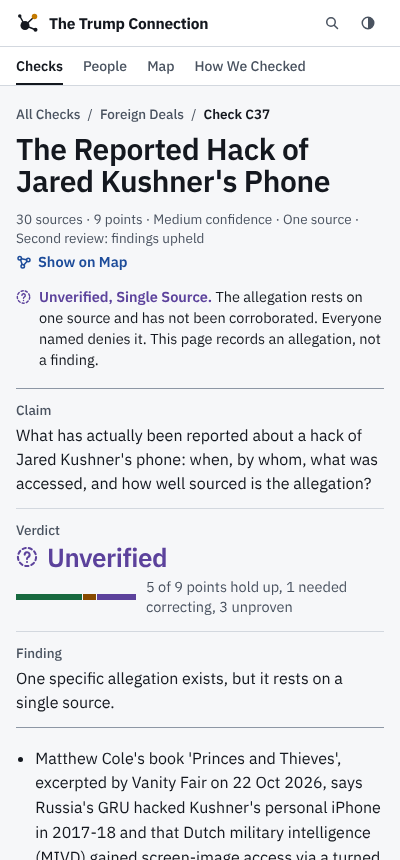 The Trump Connection
Checks People Map How We Checked
All Checks / Foreign Deals / Check C37
The Reported Hack of
Jared Kushner's Phone
30 sources · 9 points · Medium confidence · One source ·
Second review: findings upheld
Show on Map
Unverified, Single Source. The allegation rests on
one source and has not been corroborated. Everyone
named denies it. This page records an allegation, not
a finding.
Claim
What has actually been reported about a hack of
Jared Kushner's phone: when, by whom, what was
accessed, and how well sourced is the allegation?
Verdict
Unverified
5 of 9 points hold up, 1 needed
correcting, 3 unproven
Finding
One specific allegation exists, but it rests on a
single source.
• Matthew Cole's book 'Princes and Thieves',
excerpted by Vanity Fair on 22 Oct 2026, says
Russia's GRU hacked Kushner's personal iPhone
in 2017-18 and that Dutch military intelligence
(MIVD) gained screen-image access via a turned